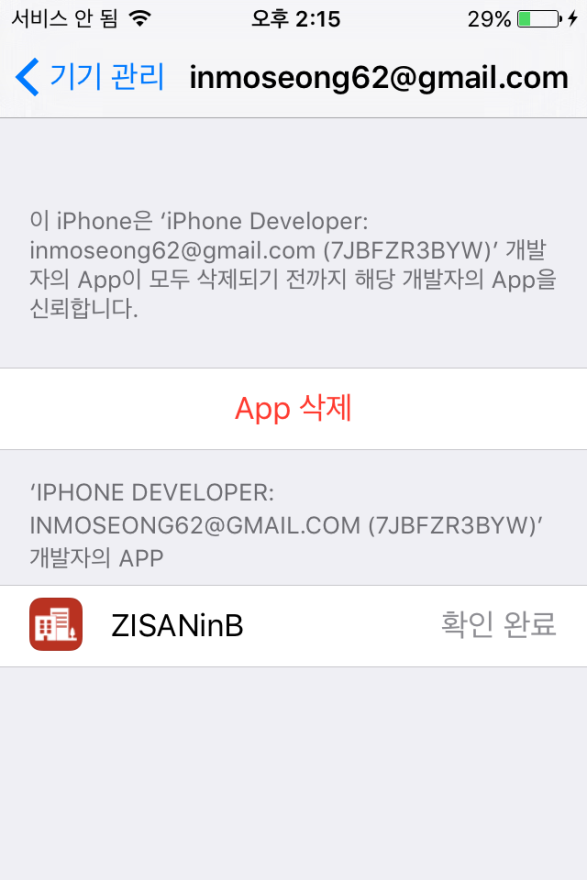 서비스 안 됨 오후 2:15 29%
기기 관리 inmoseong62@gmail.com
이 iPhone은 ‘iPhone Developer:
inmoseong62@gmail.com (7JBFZR3BYW)’ 개발
자의 App이 모두 삭제되기 전까지 해당 개발자의 App을
신뢰합니다.
App 삭제
‘IPHONE DEVELOPER:
INMOSEONG62@GMAIL.COM (7JBFZR3BYW)’
개발자의 APP
ZISANinB 확인 완료